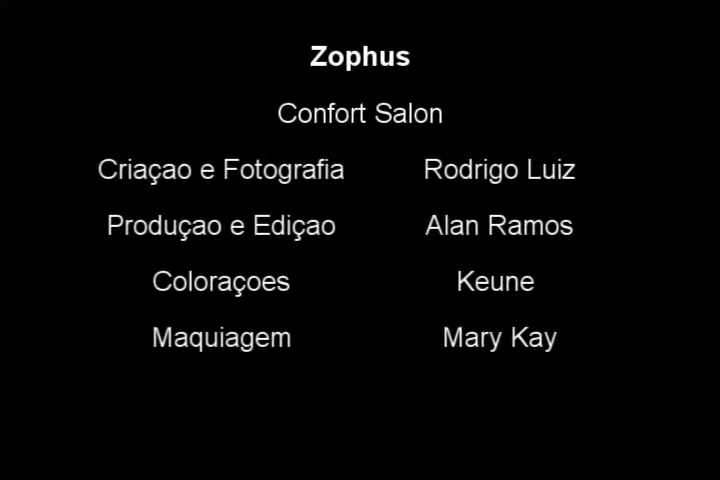 Zophus
Confort Salon
Criaçao e Fotografia Rodrigo Luiz
Produçao e Ediçao Alan Ramos
Coloraçoes Keune
Maquiagem Mary Kay